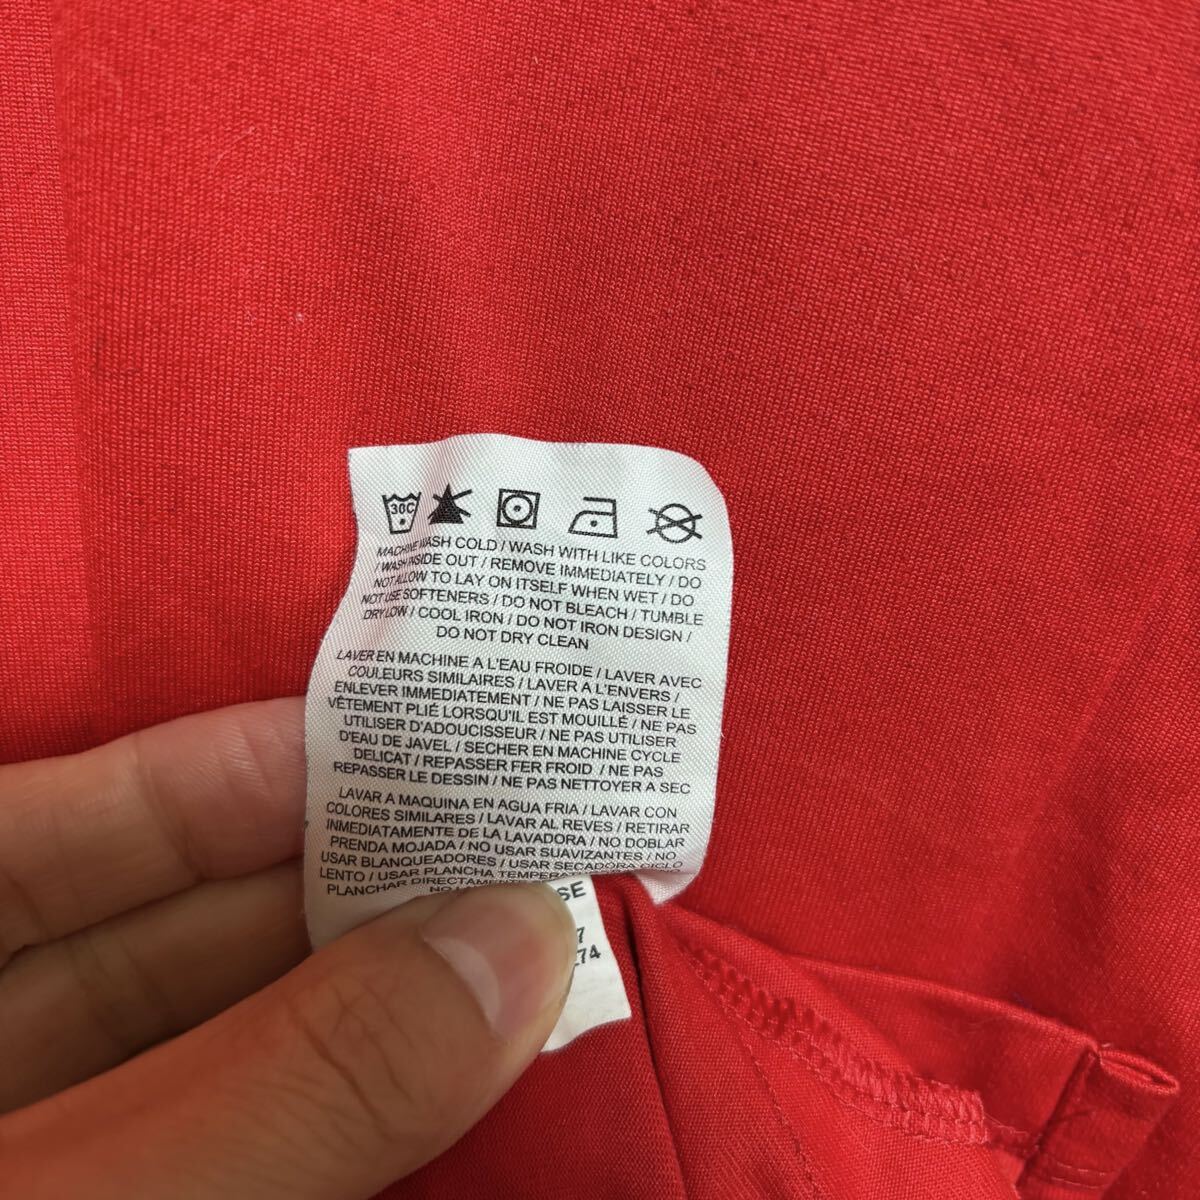 30C
MACHINE WASH COLD / WASH WITH LIKE COLORS
/ WASH INSIDE OUT / REMOVE IMMEDIATELY / DO
NOT ALLOW TO LAY ON ITSELF WHEN WET / DO
NOT USE SOFTENERS / DO NOT BLEACH / TUMBLE
DRY LOW / COOL IRON / DO NOT IRON DESIGN /
DO NOT DRY CLEAN
LAVER EN MACHINE A L'EAU FROIDE / LAVER AVEC
COULEURS SIMILAIRES / LAVER A L'ENVERS /
ENLEVER IMMEDIATEMENT / NE PAS LAISSER LE
VÊTEMENT PLIÉ LORSQU'IL EST MOUILLÉ / NE PAS
UTILISER D'ADOUCISSEUR / NE PAS UTILISER
D'EAU DE JAVEL / SECHER EN MACHINE CYCLE
DELICAT / REPASSER FER FROID / NE PAS
REPASSER LE DESSIN / NE PAS NETTOYER A SEC
LAVAR A MAQUINA EN AGUA FRIA / LAVAR CON
COLORES SIMILARES / LAVAR AL REVES / RETIRAR
INMEDIATAMENTE DE LA LAVADORA / NO DOBLAR
PRENDA MOJADA / NO USAR SUAVIZANTES / NO
USAR BLANQUEADORES / USAR SECADORA CICLO
LENTO / USAR PLANCHA
PLANCHAR
SE
7
74